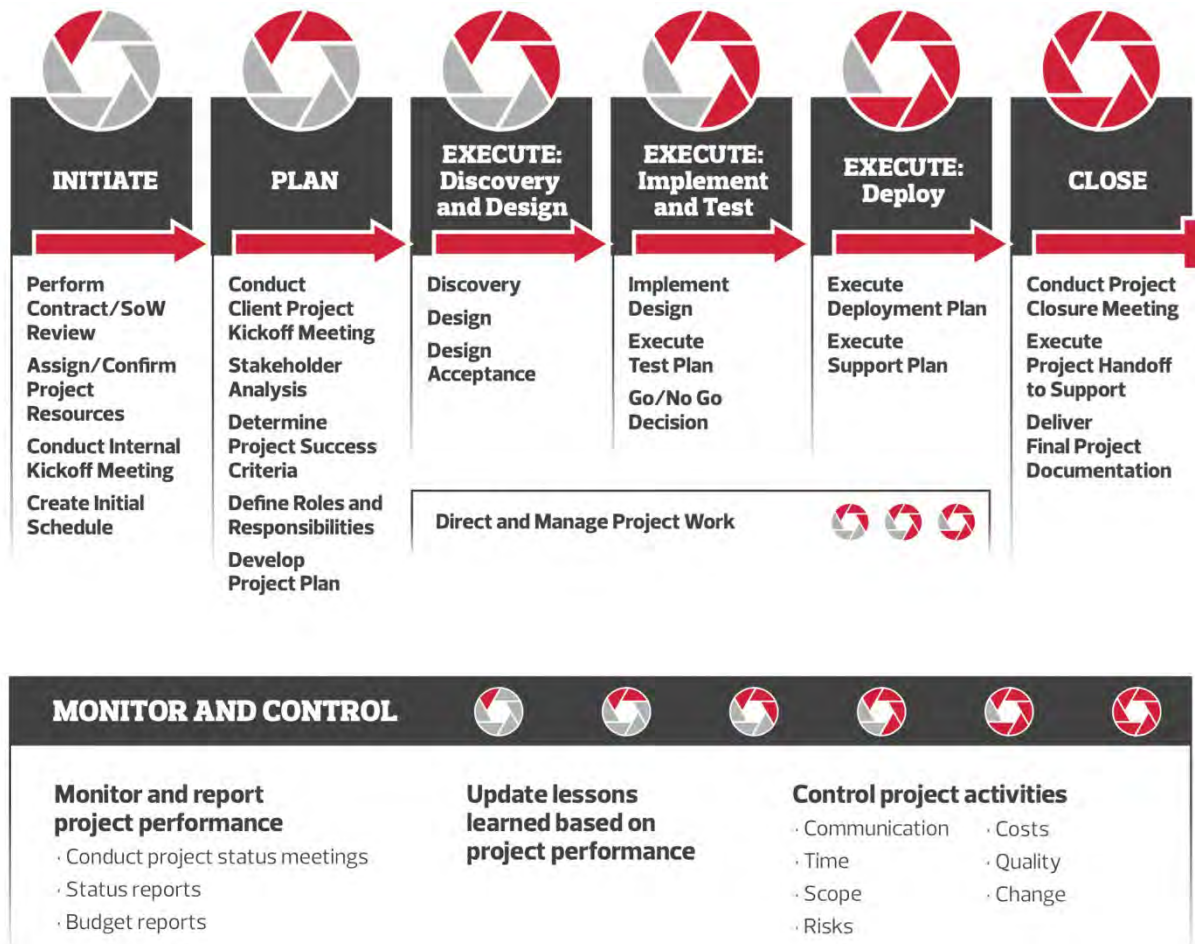 INITIATE
Perform
Contract/SoW
Review
Assign/Confirm
Project
Resources
Conduct Internal
Kickoff Meeting
Create Initial
Schedule
PLAN
Conduct
Client Project
Kickoff Meeting
Stakeholder
Analysis
Determine
Project Success
Criteria
Define Roles and
Responsibilities
Develop
Project Plan
EXECUTE:
Discovery
and Design
Discovery
Design
Design
Acceptance
EXECUTE:
Implement
and Test
Implement
Design
Execute
Test Plan
Go/No Go
Decision
EXECUTE:
Deploy
Execute
Deployment Plan
Execute
Support Plan
CLOSE
Conduct Project
Closure Meeting
Execute
Project Handoff
to Support
Deliver
Final Project
Documentation
Direct and Manage Project Work
MONITOR AND CONTROL
Monitor and report
project performance
· Conduct project status meetings
· Status reports
· Budget reports
Update lessons
learned based on
project performance
Control project activities
· Communication
· Time
· Scope
· Risks
· Costs
· Quality
· Change